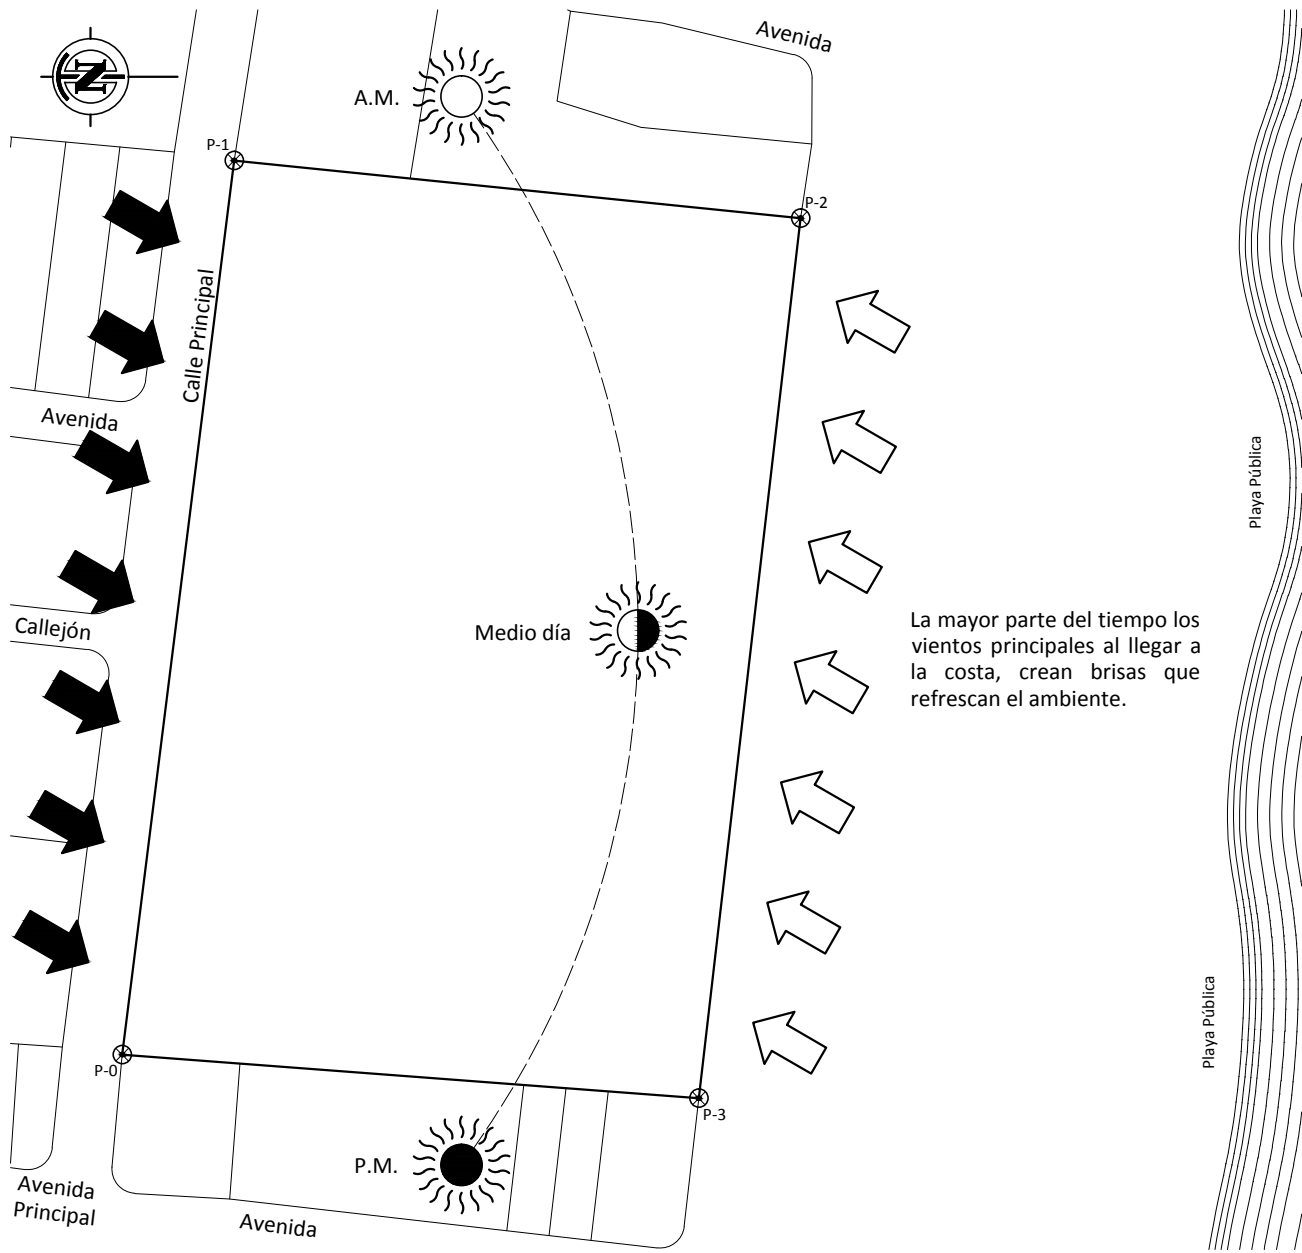 Avenida
N
A.M.
P-1
P-2
Calle Principal
Avenida
Playa Pública
Callejón
Medio día
La mayor parte del tiempo los
vientos principales al llegar a
la costa, crean brisas que
refrescan el ambiente.
Playa Pública
P-0
P-3
P.M.
Avenida
Principal
Avenida